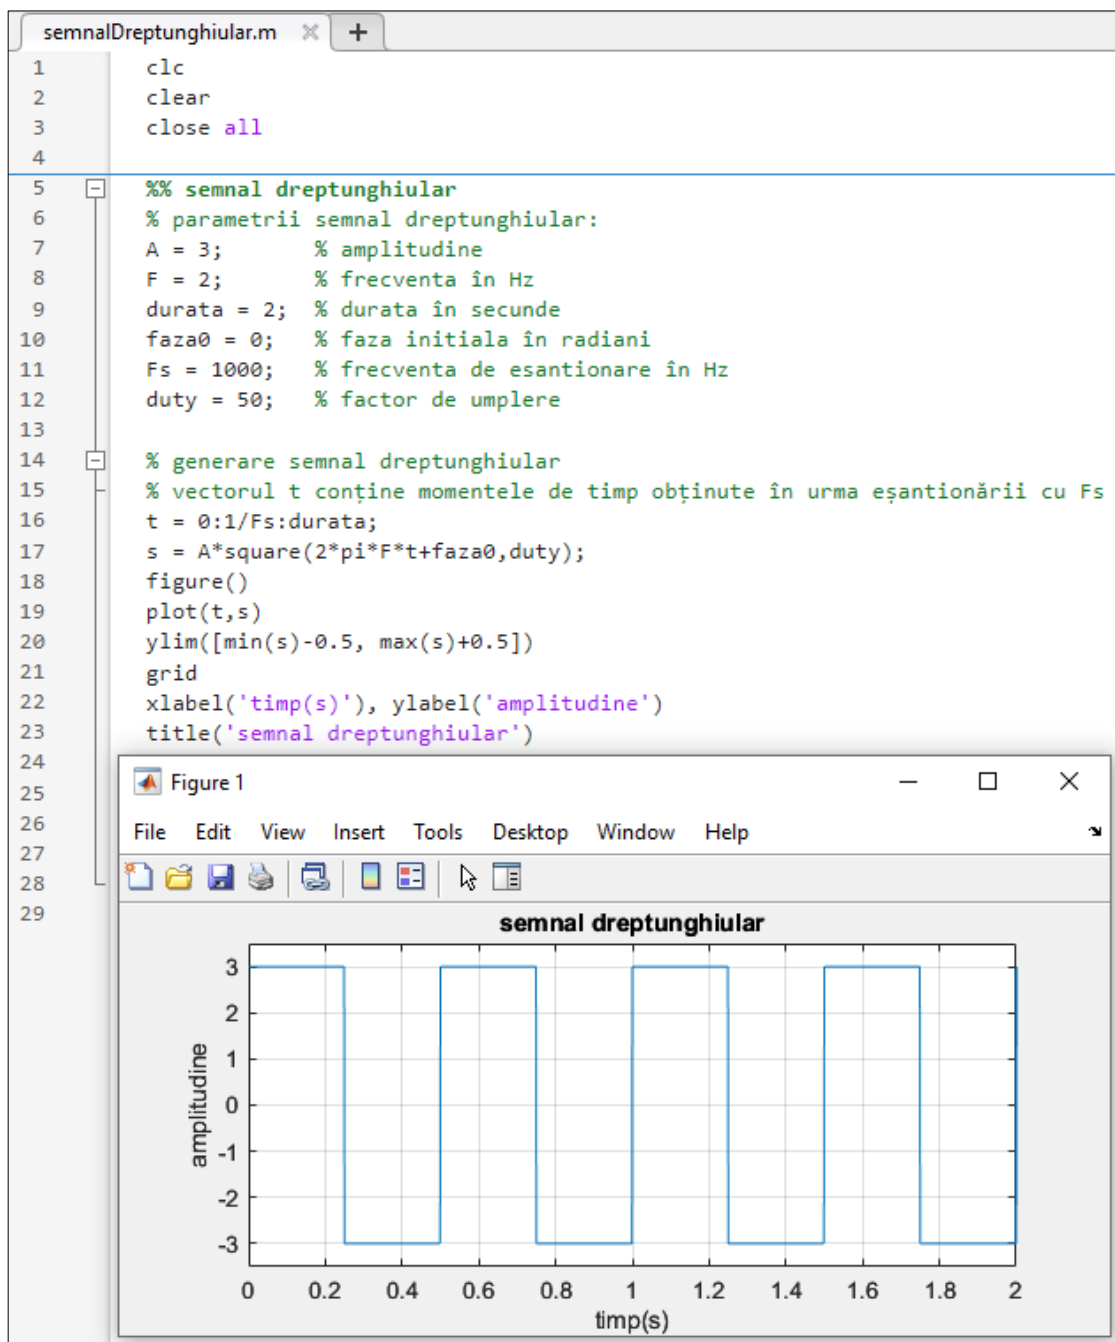 semnalDreptunghiular.m
1 clc
2 clear
3 close all
4
5 %% semnal dreptunghiular
6 % parametrii semnal dreptunghiular:
7 A = 3; % amplitudine
8 F = 2; % frecventa în Hz
9 durata = 2; % durata în secunde
10 faza0 = 0; % faza initiala în radiani
11 Fs = 1000; % frecventa de esantionare în Hz
12 duty = 50; % factor de umplere
13
14 % generare semnal dreptunghiular
15 % vectorul t conține momentele de timp obținute în urma eșantionării cu Fs
16 t = 0:1/Fs:durata;
17 s = A*square(2*pi*F*t+faza0,duty);
18 figure()
19 plot(t,s)
20 ylim([min(s)-0.5, max(s)+0.5])
21 grid
22 xlabel('timp(s)'), ylabel('amplitudine')
23 title('semnal dreptunghiular')
24
25
26
27
28
29
Figure 1
File Edit View Insert Tools Desktop Window Help
semnal dreptunghiular
amplitudine
3
2
1
0
-1
-2
-3
0 0.2 0.4 0.6 0.8 1 1.2 1.4 1.6 1.8 2
timp(s)